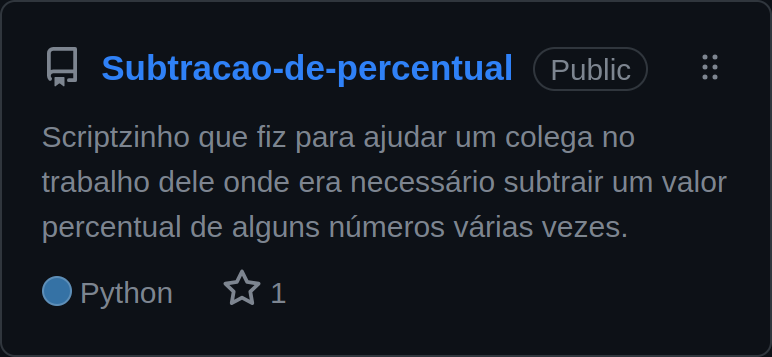 Subtracao-de-percentual Public
Scriptzinho que fiz para ajudar um colega no
trabalho dele onde era necessário subtrair um valor
percentual de alguns números várias vezes.
Python 1